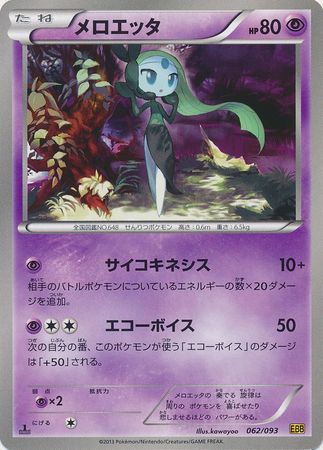 たね メロエッタ HP80
全国図鑑NO.648 せんりつポケモン 高さ：0.6m 重さ：6.5kg
サイコキネシス 10+
相手のバトルポケモンについているエネルギーの数×20ダメージ
を追加。
エコーボイス 50
次の自分の番、このポケモンが使う「エコーボイス」のダメージ
は「+50」される。
弱点 抵抗力
×2
メロエッタの 奏でる 旋律は
周りの ポケモンを 喜ばせたり
悲しませるほどの パワーがある。
にげる
1
Illus.kawayoo 062/093 EBB
©2013 Pokémon/Nintendo/Creatures/GAME FREAK.